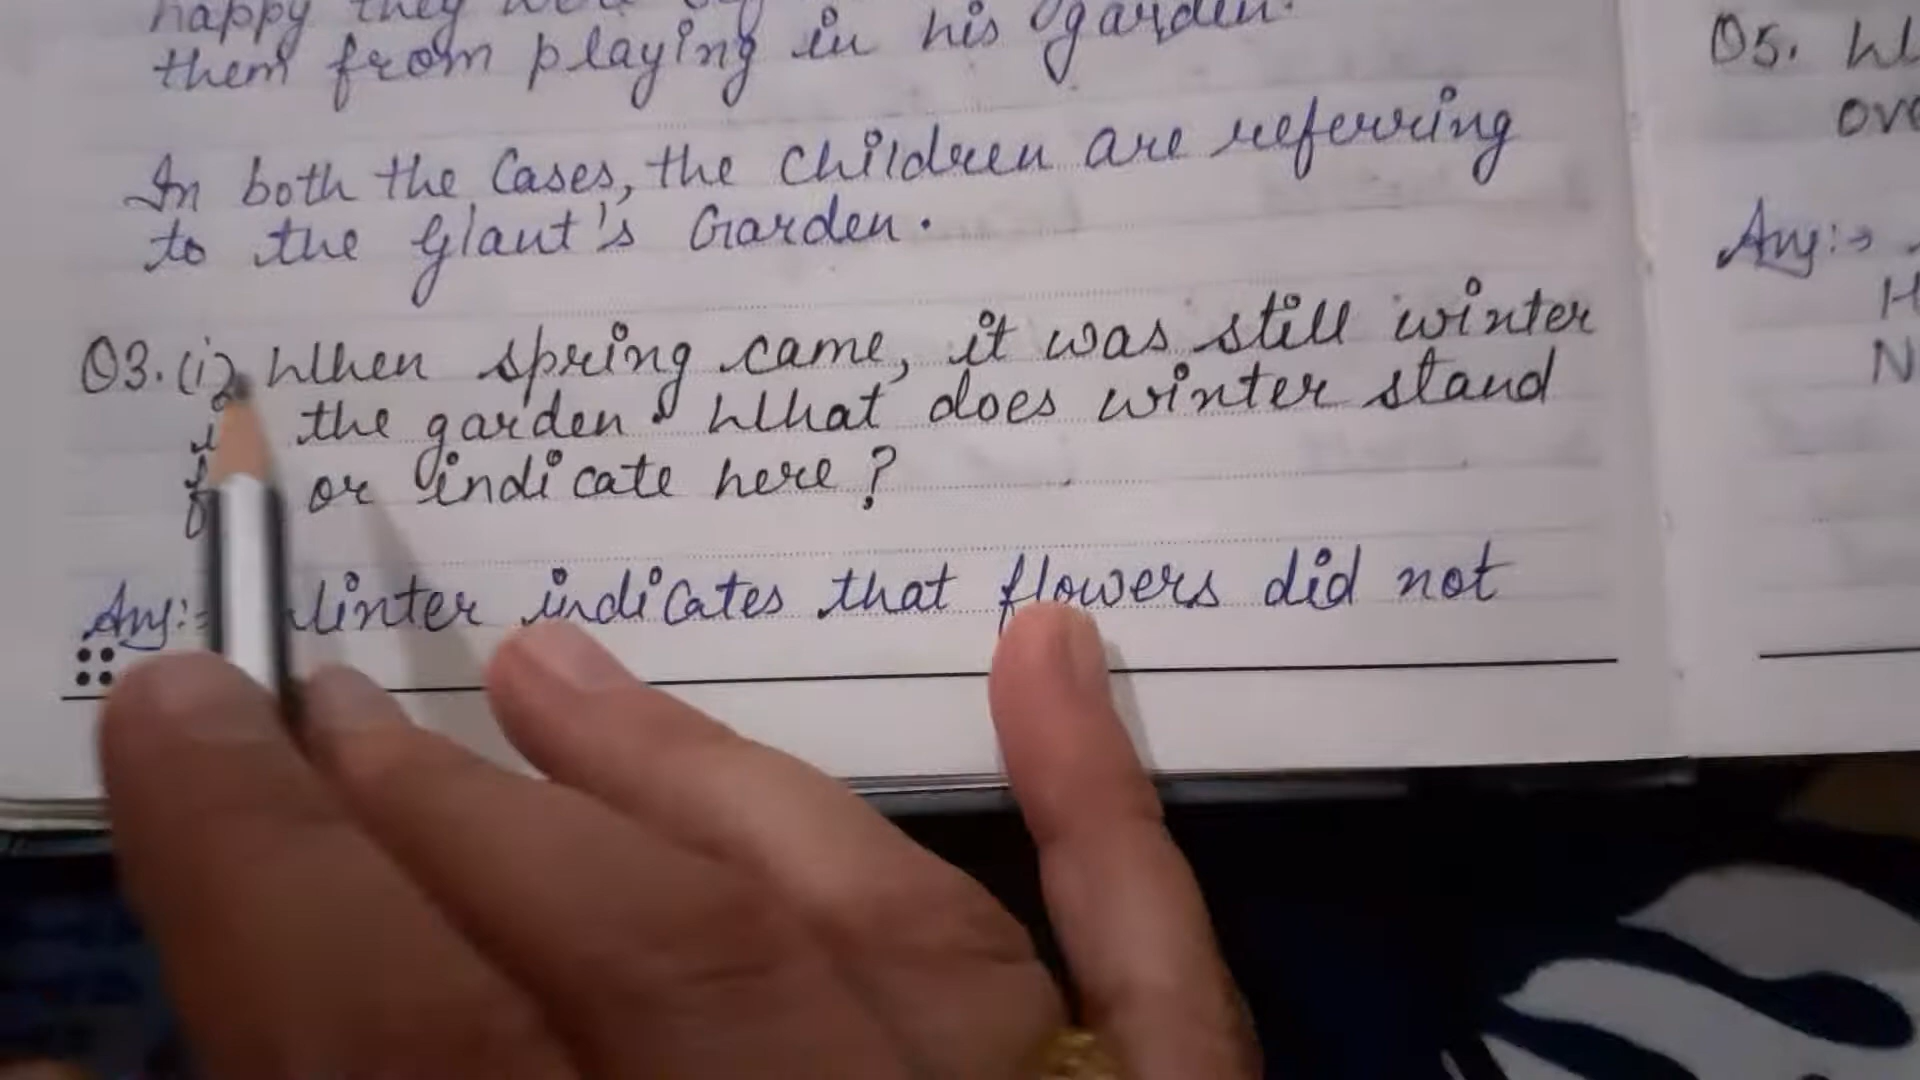 happy they
them from playing in his garden.
In both the Cases, the Children are referring
to the Giant's Garden.
Q3. (i) When spring came, it was still winter
the garden. What does winter stand
or indicate here?
Ans:→ Winter indicates that flowers did not
Q5.
Ans:→